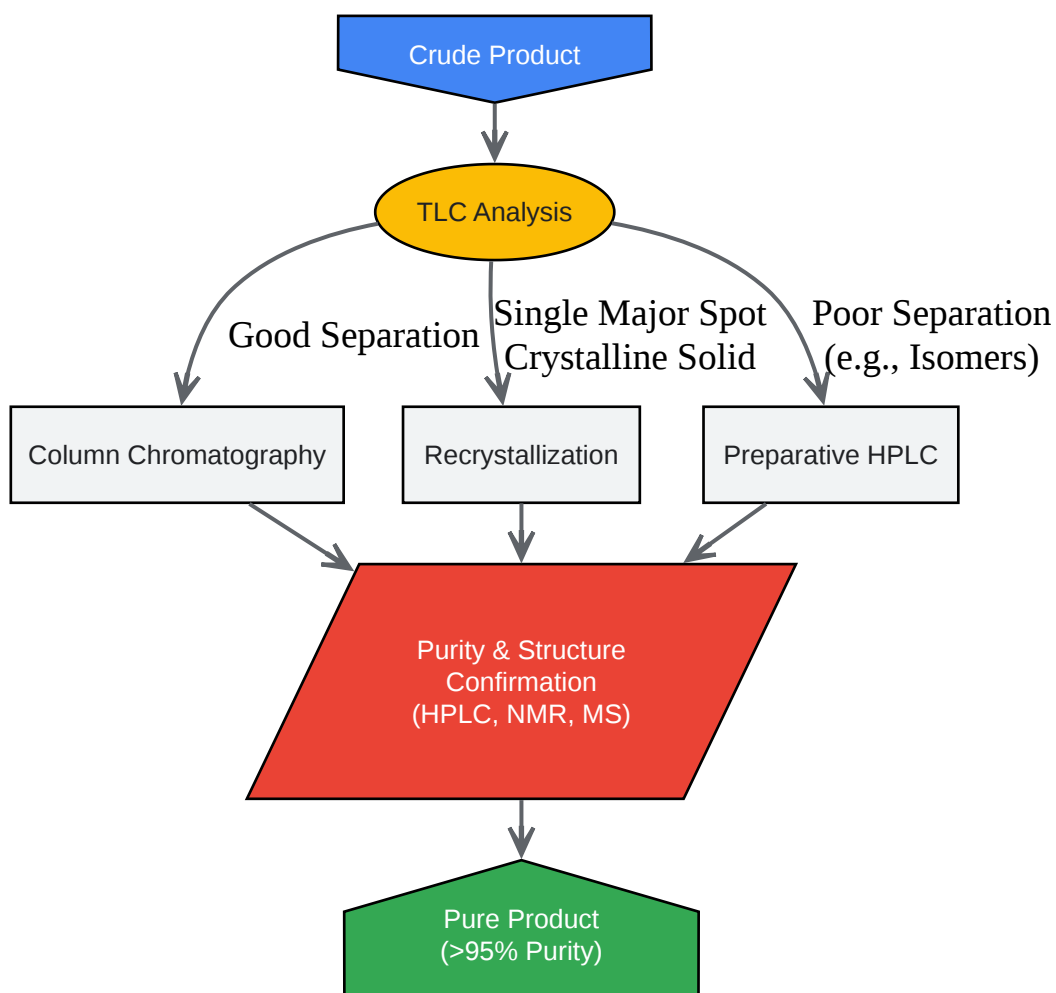 Crude Product
TLC Analysis
Good Separation
Single Major Spot
Crystalline Solid
Poor Separation
(e.g., Isomers)
Column Chromatography
Recrystallization
Preparative HPLC
Purity & Structure
Confirmation
(HPLC, NMR, MS)
Pure Product
(>95% Purity)